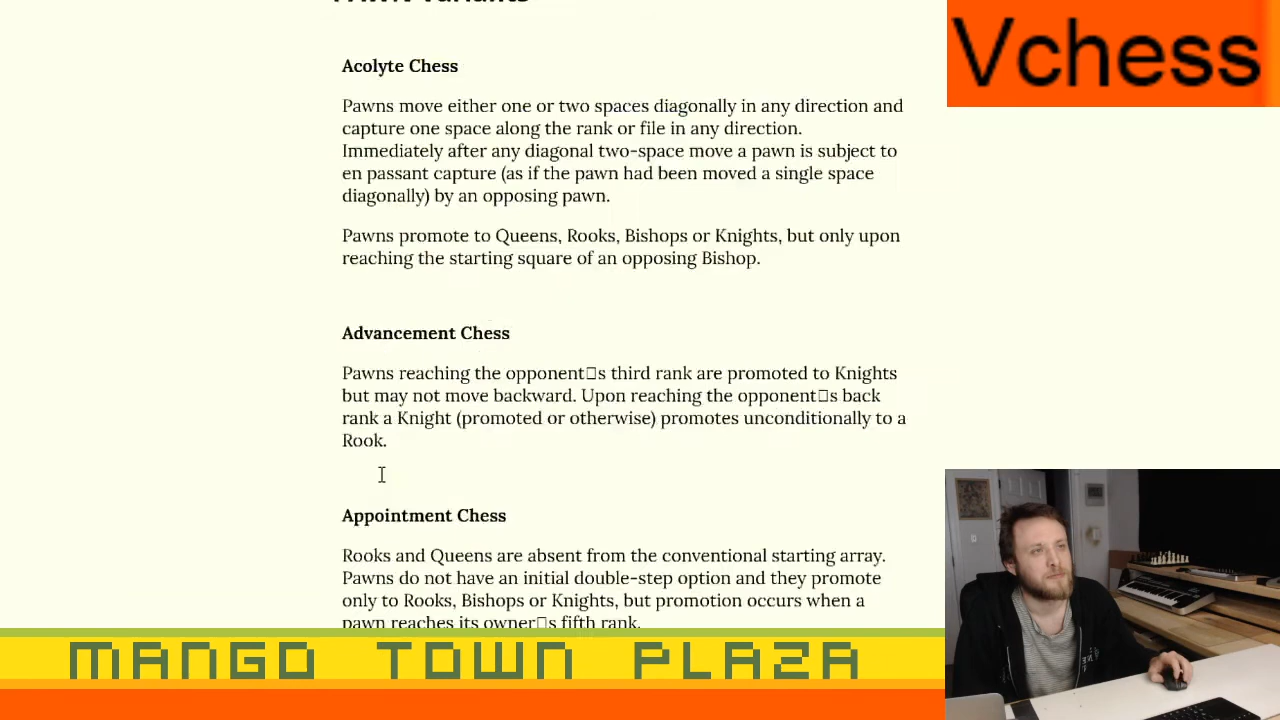 PAWN Variants
Vchess
Acolyte Chess
Pawns move either one or two spaces diagonally in any direction and
capture one space along the rank or file in any direction.
Immediately after any diagonal two-space move a pawn is subject to
en passant capture (as if the pawn had been moved a single space
diagonally) by an opposing pawn.
Pawns promote to Queens, Rooks, Bishops or Knights, but only upon
reaching the starting square of an opposing Bishop.
Advancement Chess
Pawns reaching the opponent□s third rank are promoted to Knights
but may not move backward. Upon reaching the opponent□s back
rank a Knight (promoted or otherwise) promotes unconditionally to a
Rook.
Appointment Chess
Rooks and Queens are absent from the conventional starting array.
Pawns do not have an initial double-step option and they promote
only to Rooks, Bishops or Knights, but promotion occurs when a
pawn reaches its owner□s fifth rank.
MANGO TOWN PLAZA